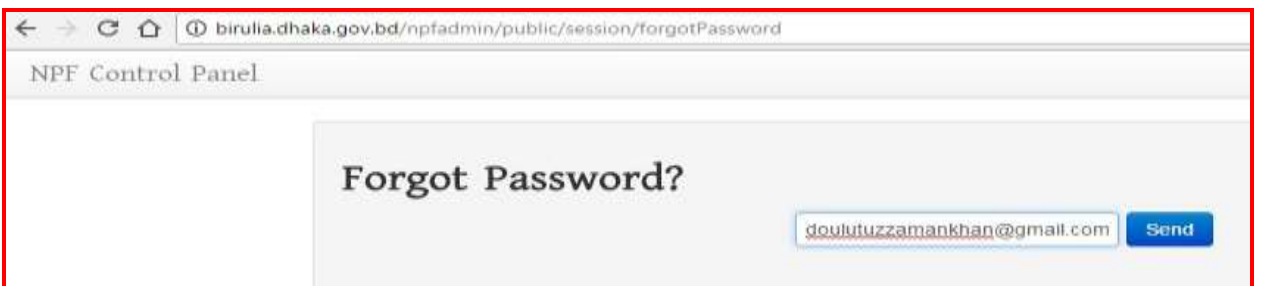 birulia.dhaka.gov.bd/npfadmin/public/session/forgotPassword
NPF Control Panel
Forgot Password?
doulutuzzamankhan@gmail.com Send